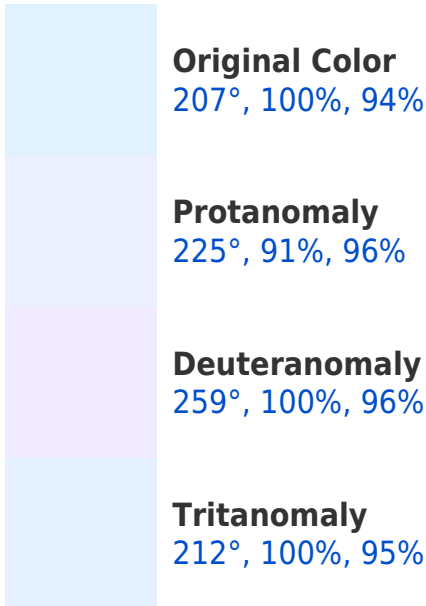 Original Color
207°, 100%, 94%
Protanomaly
225°, 91%, 96%
Deuteranomaly
259°, 100%, 96%
Tritanomaly
212°, 100%, 95%